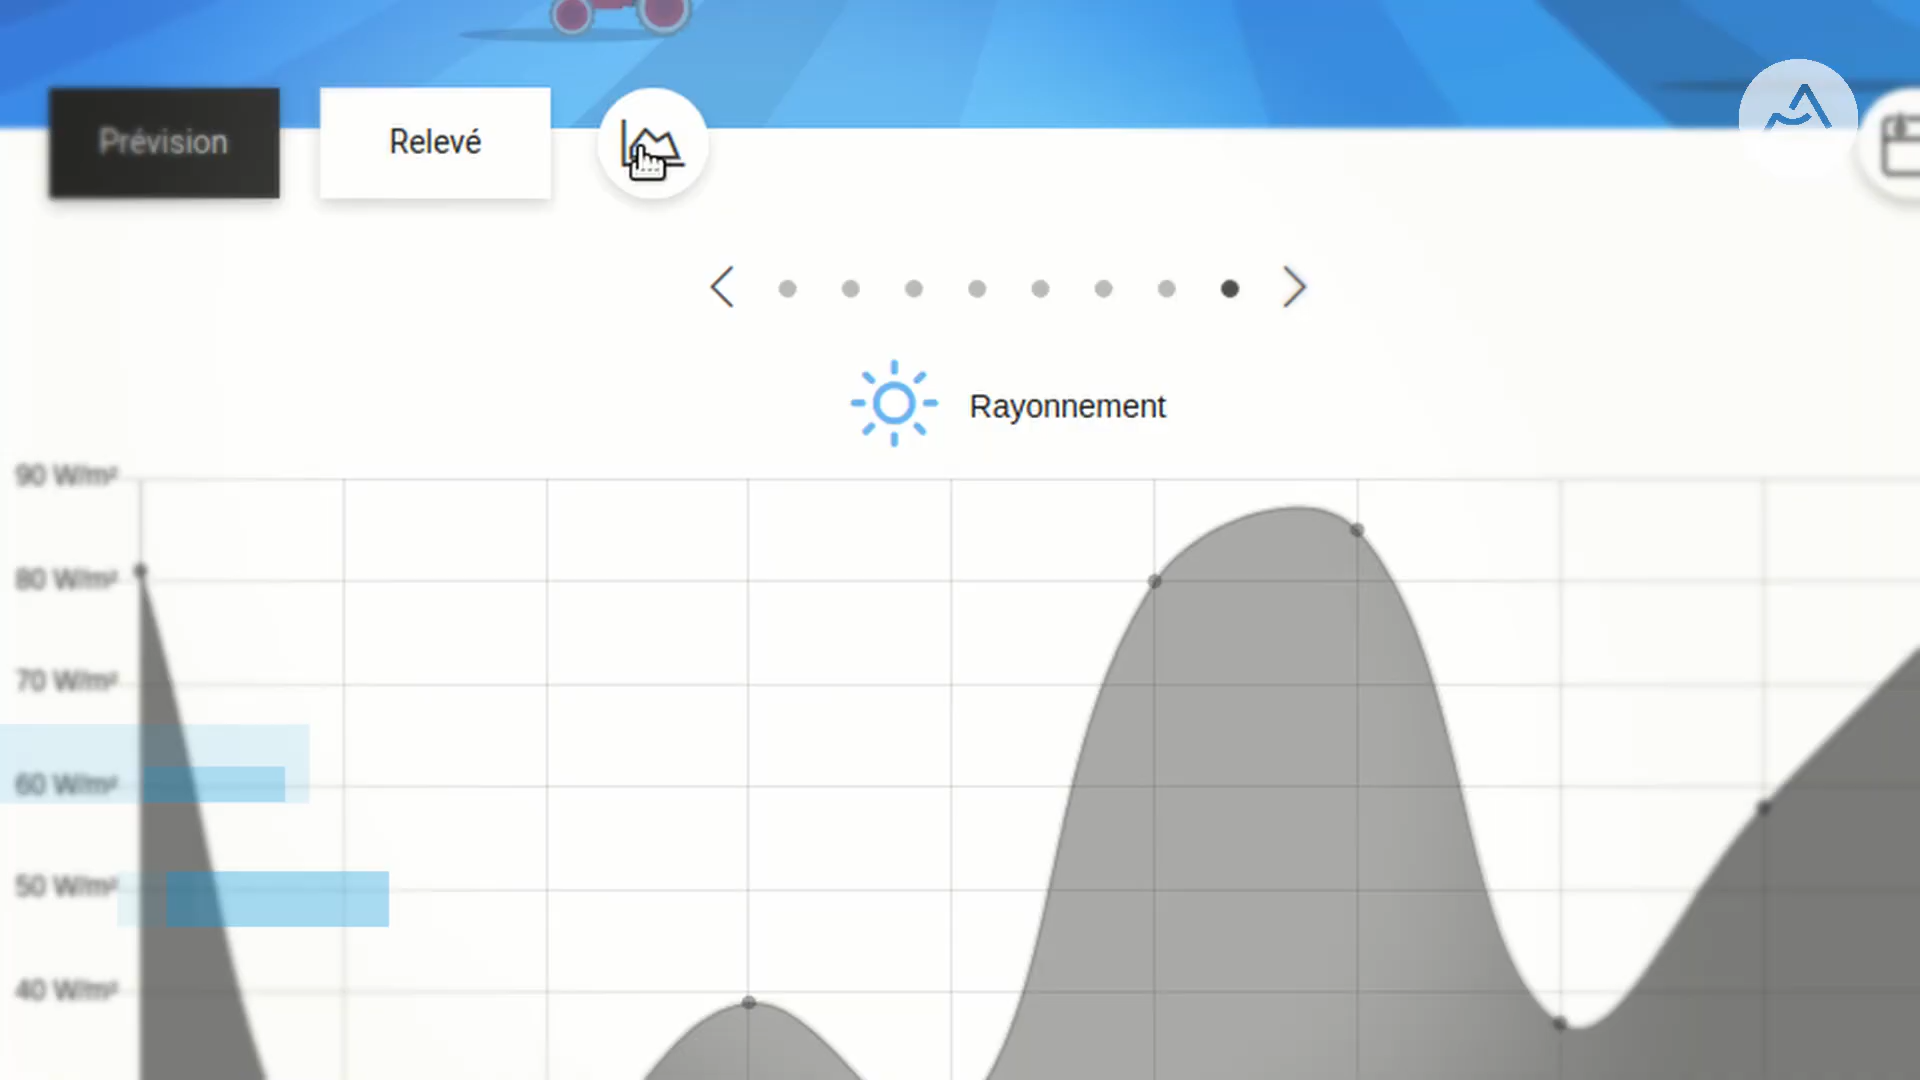 Prévision
Relevé
Rayonnement
90 W/m²
80 W/m²
70 W/m²
60 W/m²
50 W/m²
40 W/m²